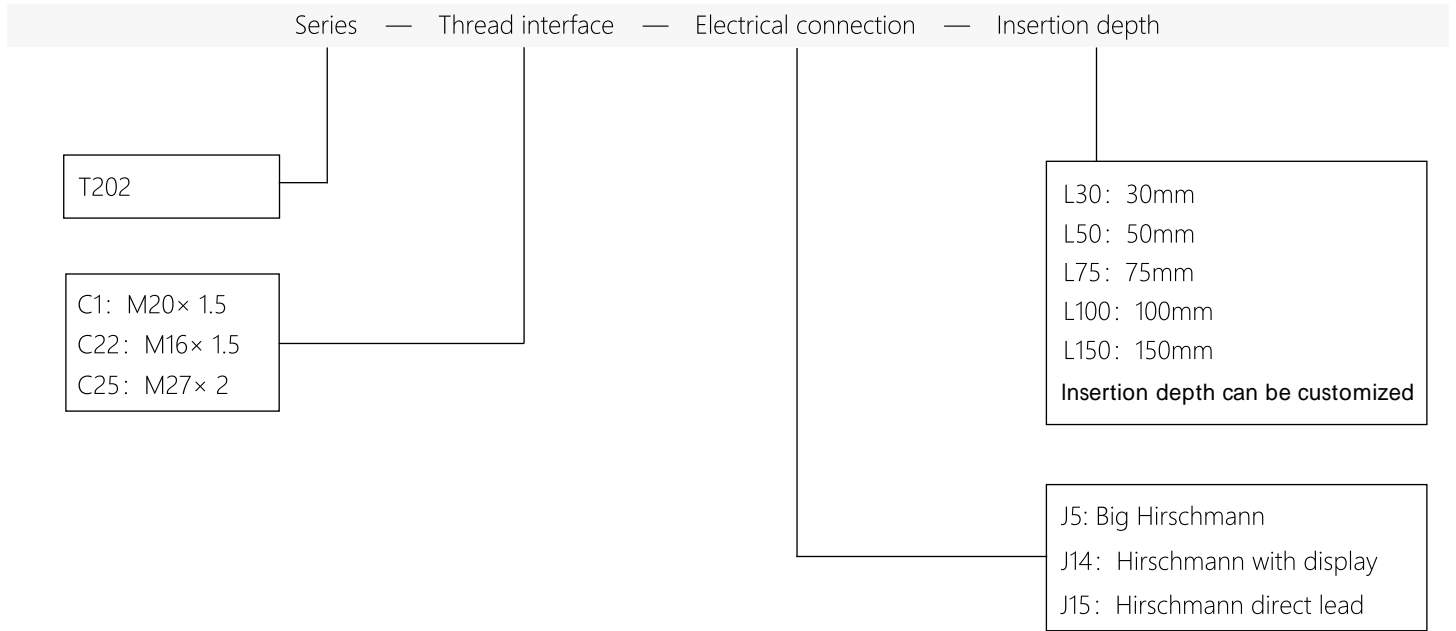 Series — Thread interface — Electrical connection — Insertion depth
T202
C1：M20× 1.5
C22：M16× 1.5
C25：M27× 2
L30：30mm
L50：50mm
L75：75mm
L100：100mm
L150：150mm
Insertion depth can be customized
J5: Big Hirschmann
J14：Hirschmann with display
J15：Hirschmann direct lead